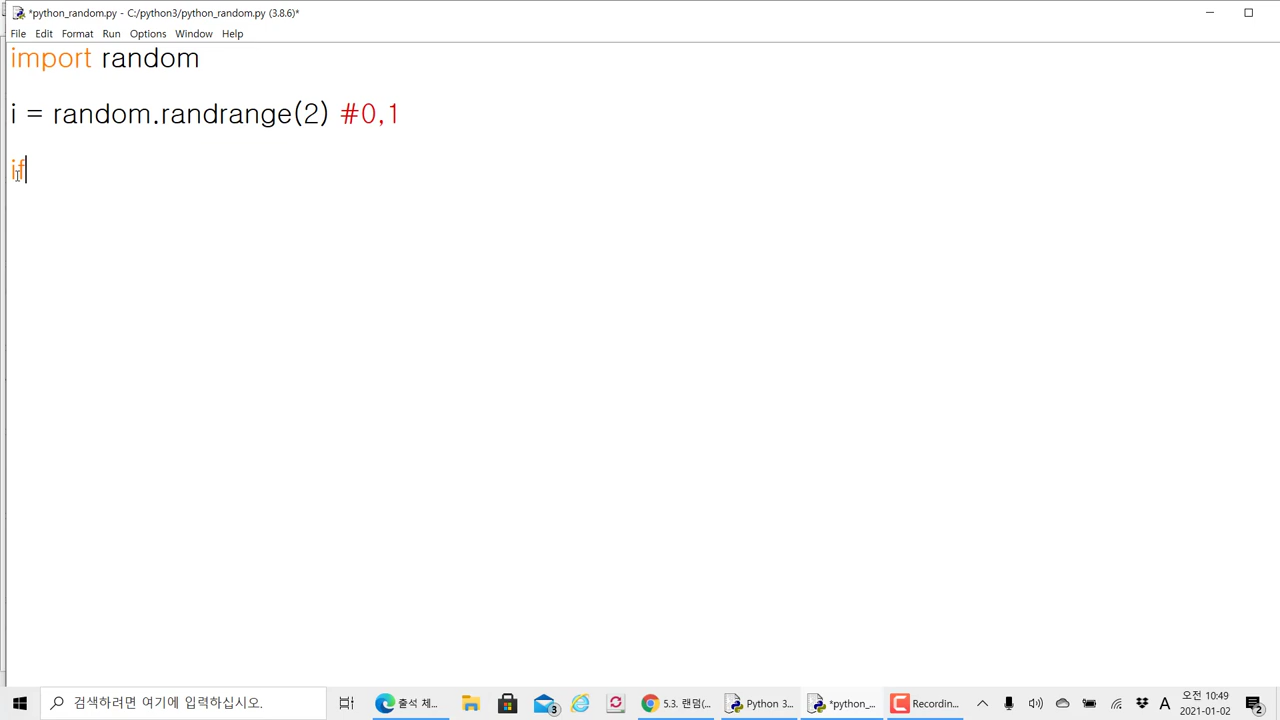 *python_random.py - C:/python3/python_random.py (3.8.6)*
File Edit Format Run Options Window Help
import random
i = random.randrange(2) #0,1
if
검색하려면 여기에 입력하십시오.
출석 체...
3
5.3. 랜덤(...
Python 3...
*python_...
Recordin...
A
오전 10:49
2021-01-02
2